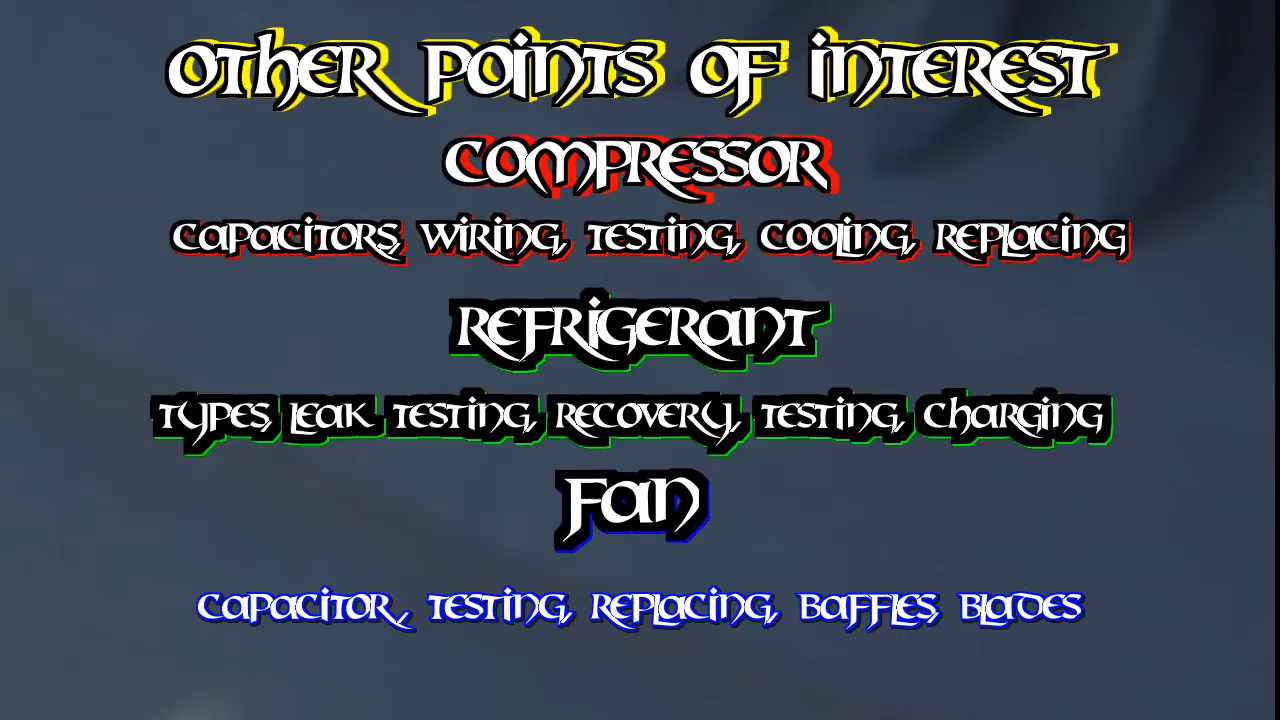 OTHER POINTS OF INTEREST
COMPRESSOR
CAPACITORS, WIRING, TESTING, COOLING, REPLACING
REFRIGERANT
TYPES, LEAK TESTING, RECOVERY, TESTING, CHARGING
FAN
CAPACITOR, TESTING, REPLACING, BAFFLES, BLADES